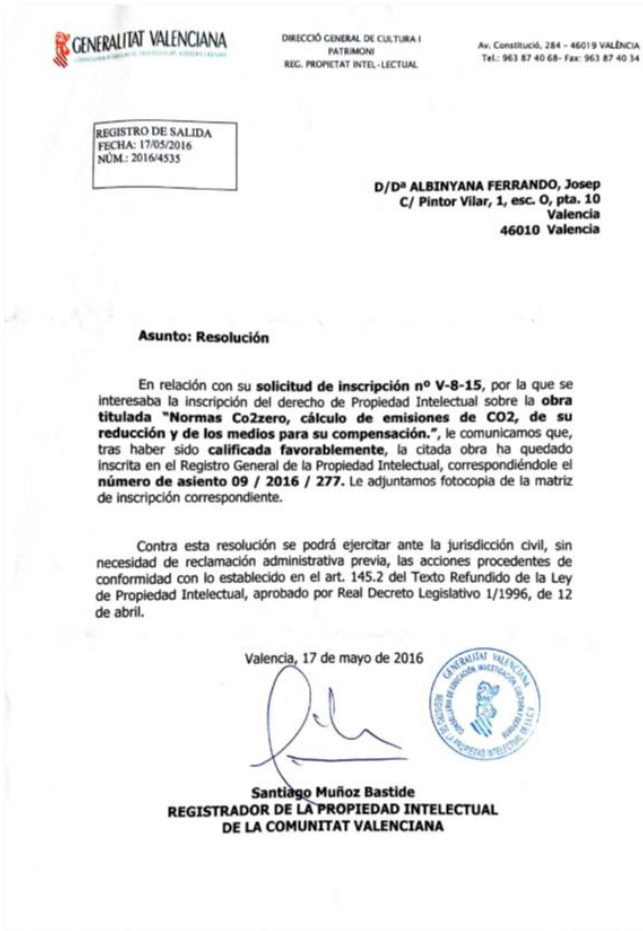 GENERALITAT VALENCIANA
DIRECCIÓ GENERAL DE CULTURA I
PATRIMONI
REG. PROPIETAT INTEL·LECTUAL
Av. Constitució, 284 - 46019 VALÈNCIA
Tel.: 963 87 40 68- Fax: 963 87 40 34
REGISTRO DE SALIDA
FECHA: 17/05/2016
NÚM.: 2016/4535
D/Dª ALBINYANA FERRANDO, Josep
C/ Pintor Vilar, 1, esc. O, pta. 10
Valencia
46010 Valencia
Asunto: Resolución
En relación con su solicitud de inscripción nº V-8-15, por la que se
interesaba la inscripción del derecho de Propiedad Intelectual sobre la obra
titulada "Normas Co2zero, cálculo de emisiones de CO2, de su
reducción y de los medios para su compensación.", le comunicamos que,
tras haber sido calificada favorablemente, la citada obra ha quedado
inscrita en el Registro General de la Propiedad Intelectual, correspondiéndole el
número de asiento 09 / 2016 / 277. Le adjuntamos fotocopia de la matriz
de inscripción correspondiente.
Contra esta resolución se podrá ejercitar ante la jurisdicción civil, sin
necesidad de reclamación administrativa previa, las acciones procedentes de
conformidad con lo establecido en el art. 145.2 del Texto Refundido de la Ley
de Propiedad Intelectual, aprobado por Real Decreto Legislativo 1/1996, de 12
de abril.
Valencia, 17 de mayo de 2016
GENERALITAT VALENCIANA
Santiago Muñoz Bastide
REGISTRADOR DE LA PROPIEDAD INTELECTUAL
DE LA COMUNITAT VALENCIANA